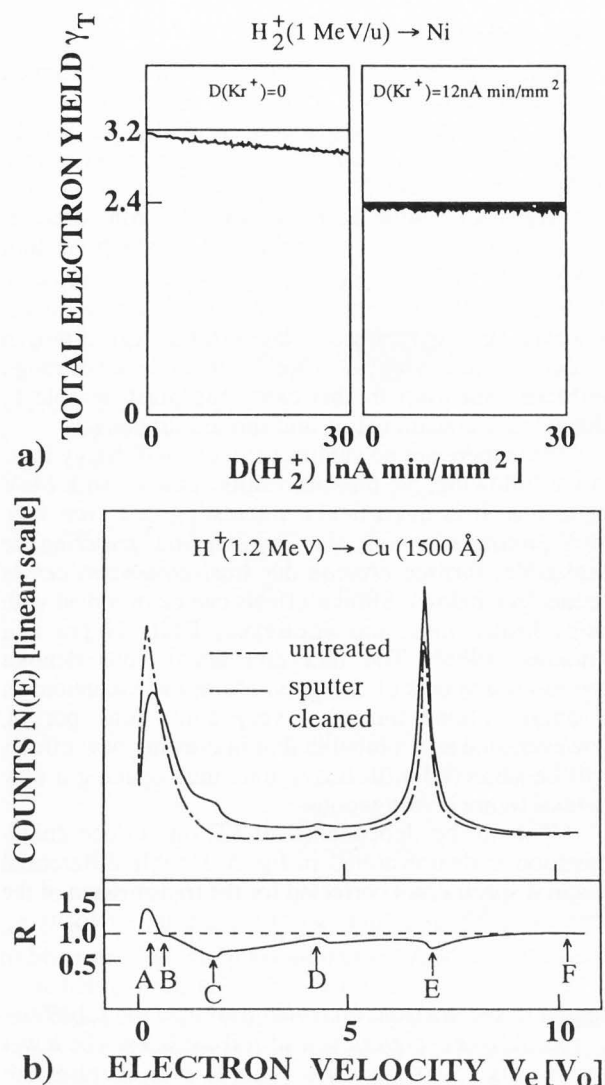 H₂⁺(1 MeV/u) → Ni
TOTAL ELECTRON YIELD γ_T
D(Kr⁺)=0
D(Kr⁺)=12nA min/mm²
3.2
2.4
0
0 30 0 30
D(H₂⁺) [nA min/mm²]
a)
COUNTS N(E) [linear scale]
H⁺(1.2 MeV) → Cu (1500 Å)
untreated
sputter
cleaned
R
1.5
1.0
0.5
A B C D E F
0 5 10
b) ELECTRON VELOCITY Vₑ[V₀]